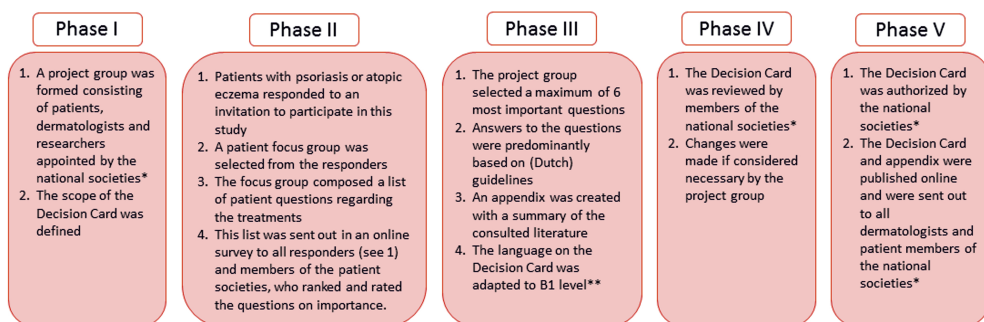 Phase I
1. A project group was
formed consisting
of patients,
dermatologists and
researchers
appointed by the
national societies*
2. The scope of the
Decision Card was
defined
Phase II
1. Patients with psoriasis or atopic
eczema responded to an
invitation to participate in this
study
2. A patient focus group was
selected from the responders
3. The focus group composed a list
of patient questions regarding
the treatments
4. This list was sent out in an online
survey to all responders (see 1)
and members of the patient
societies, who ranked and rated
the questions on importance.
Phase III
1. The project group
selected a maximum of 6
most important questions
2. Answers to the questions
were predominantly
based on (Dutch)
guidelines
3. An appendix was created
with a summary of the
consulted literature
4. The language on the
Decision Card was
adapted to B1 level**
Phase IV
1. The Decision Card
was reviewed by
members of the
national societies*
2. Changes were
made if considered
necessary by the
project group
Phase V
1. The Decision Card
was authorized by
the national
societies*
2. The Decision Card
and appendix were
published online
and were sent out
to all
dermatologists and
patient members of
the national
societies*